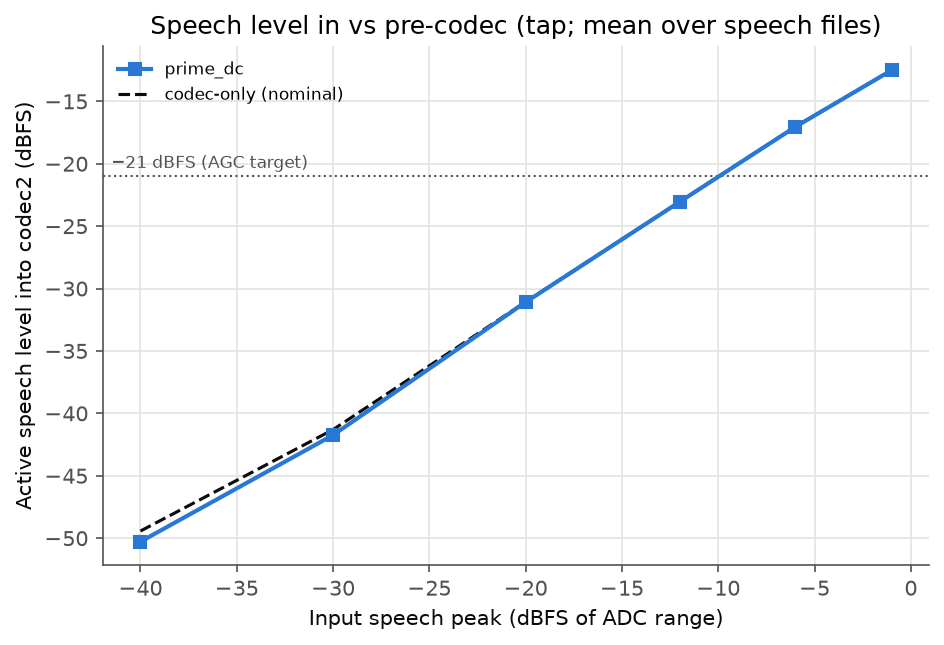 Speech level in vs pre-codec (tap; mean over speech files)
prime_dc
codec-only (nominal)
−21 dBFS (AGC target)
Active speech level into codec2 (dBFS)
−15
−20
−25
−30
−35
−40
−45
−50
−40
−35
−30
−25
−20
−15
−10
−5
0
Input speech peak (dBFS of ADC range)